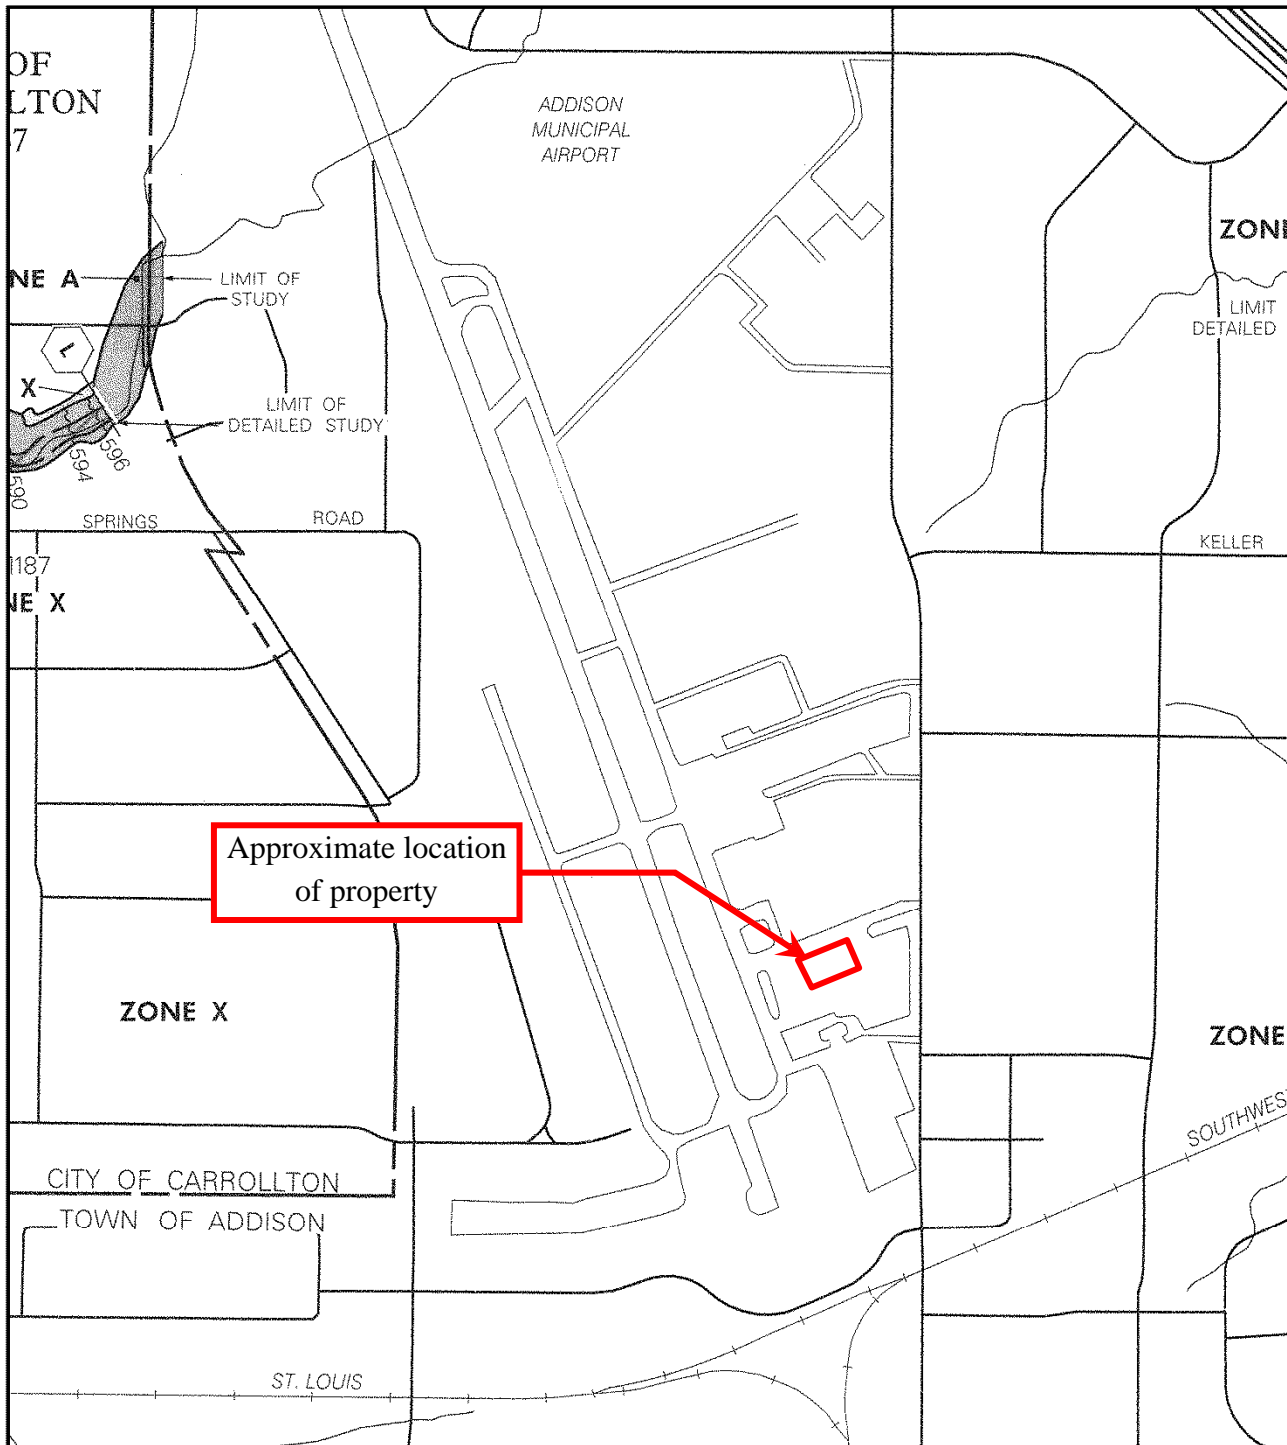 OF
LTON
7
ADDISON
MUNICIPAL
AIRPORT
ZONE
NE A
LIMIT OF
STUDY
LIMIT
DETAILED
L
X
LIMIT OF
DETAILED STUDY
596
594
590
SPRINGS ROAD
KELLER
1187
NE X
Approximate location
of property
ZONE X
ZONE
SOUTHWEST
CITY OF CARROLLTON
TOWN OF ADDISON
ST. LOUIS